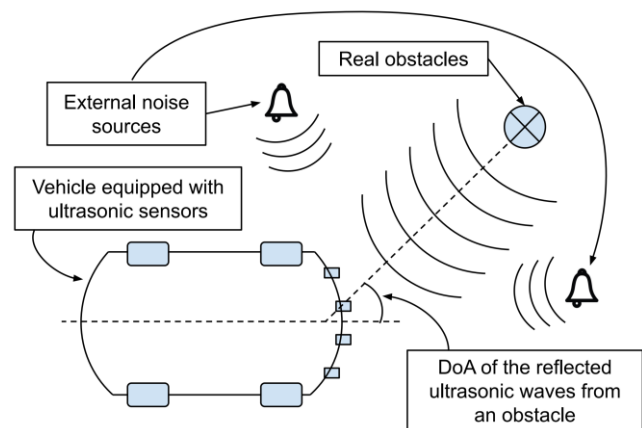 Real obstacles
External noise
sources
Vehicle equipped with
ultrasonic sensors
DoA of the reflected
ultrasonic waves from
an obstacle